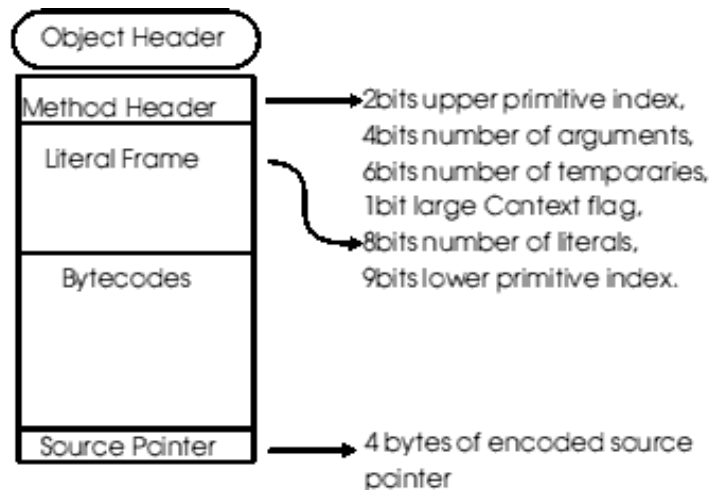 Object Header
Method Header
Literal Frame
Bytecodes
Source Pointer
2bits upper primitive index,
4bits number of arguments,
6bits number of temporaries,
1bit large Context flag,
8bits number of literals,
9bits lower primitive index.
4 bytes of encoded source
pointer